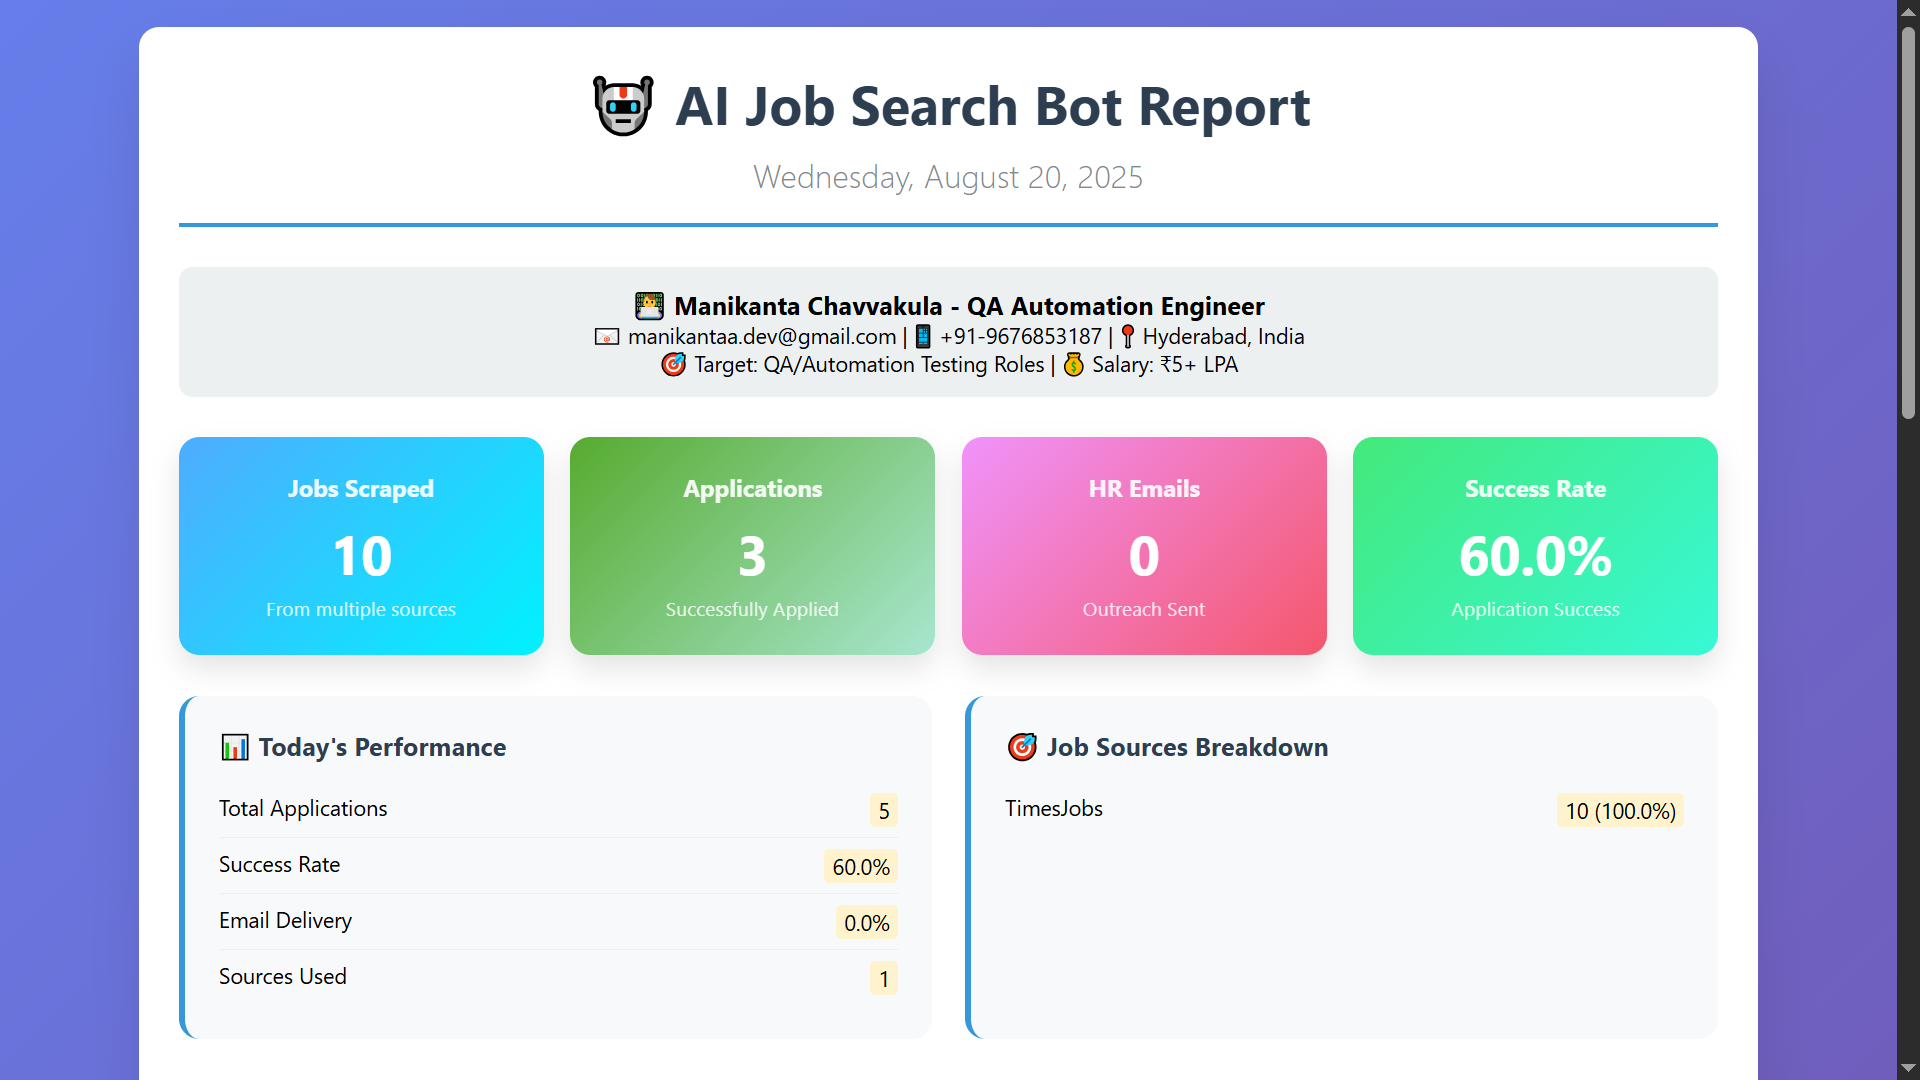 AI Job Search Bot Report
Wednesday, August 20, 2025
Manikanta Chavvakula - QA Automation Engineer
manikantaa.dev@gmail.com | +91-9676853187 | Hyderabad, India
Target: QA/Automation Testing Roles | Salary: ₹5+ LPA
Jobs Scraped
10
From multiple sources
Applications
3
Successfully Applied
HR Emails
0
Outreach Sent
Success Rate
60.0%
Application Success
Today's Performance
Total Applications 5
Success Rate 60.0%
Email Delivery 0.0%
Sources Used 1
Job Sources Breakdown
TimesJobs 10 (100.0%)